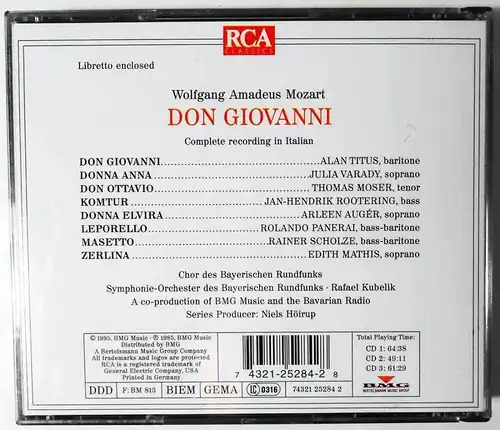 RCA
CLASSICS
Libretto enclosed
Wolfgang Amadeus Mozart
DON GIOVANNI
Complete recording in Italian
DON GIOVANNI..........................................ALAN TITUS, baritone
DONNA ANNA..........................................JULIA VARADY, soprano
DON OTTAVIO..........................................THOMAS MOSER, tenor
KOMTUR..............................JAN-HENDRIK ROOTERING, bass
DONNA ELVIRA..............................ARLEEN AUGÉR, soprano
LEPORELLO..............................ROLANDO PANERAI, bass-baritone
MASETTO..............................RAINER SCHOLZE, bass-baritone
ZERLINA..........................................EDITH MATHIS, soprano
Chor des Bayerischen Rundfunks
Symphonie-Orchester des Bayerischen Rundfunks · Rafael Kubelik
A co-production of BMG Music and the Bavarian Radio
Series Producer: Niels Höirup
© 1995, BMG Music · ℗ 1985, BMG Music
Distributed by BMG
A Bertelsmann Music Group Company
All trademarks and logos are protected
RCA is a registered trademark of
General Electric Company, USA
Printed in Germany
DDD F: BM 813 BIEM GEMA LC 0316 74321 25284 2
7 4321-25284-2 8
Total Playing Time:
CD 1: 64:38
CD 2: 49:11
CD 3: 61:29
BMG
BERTELSMANN MUSIC GROUP